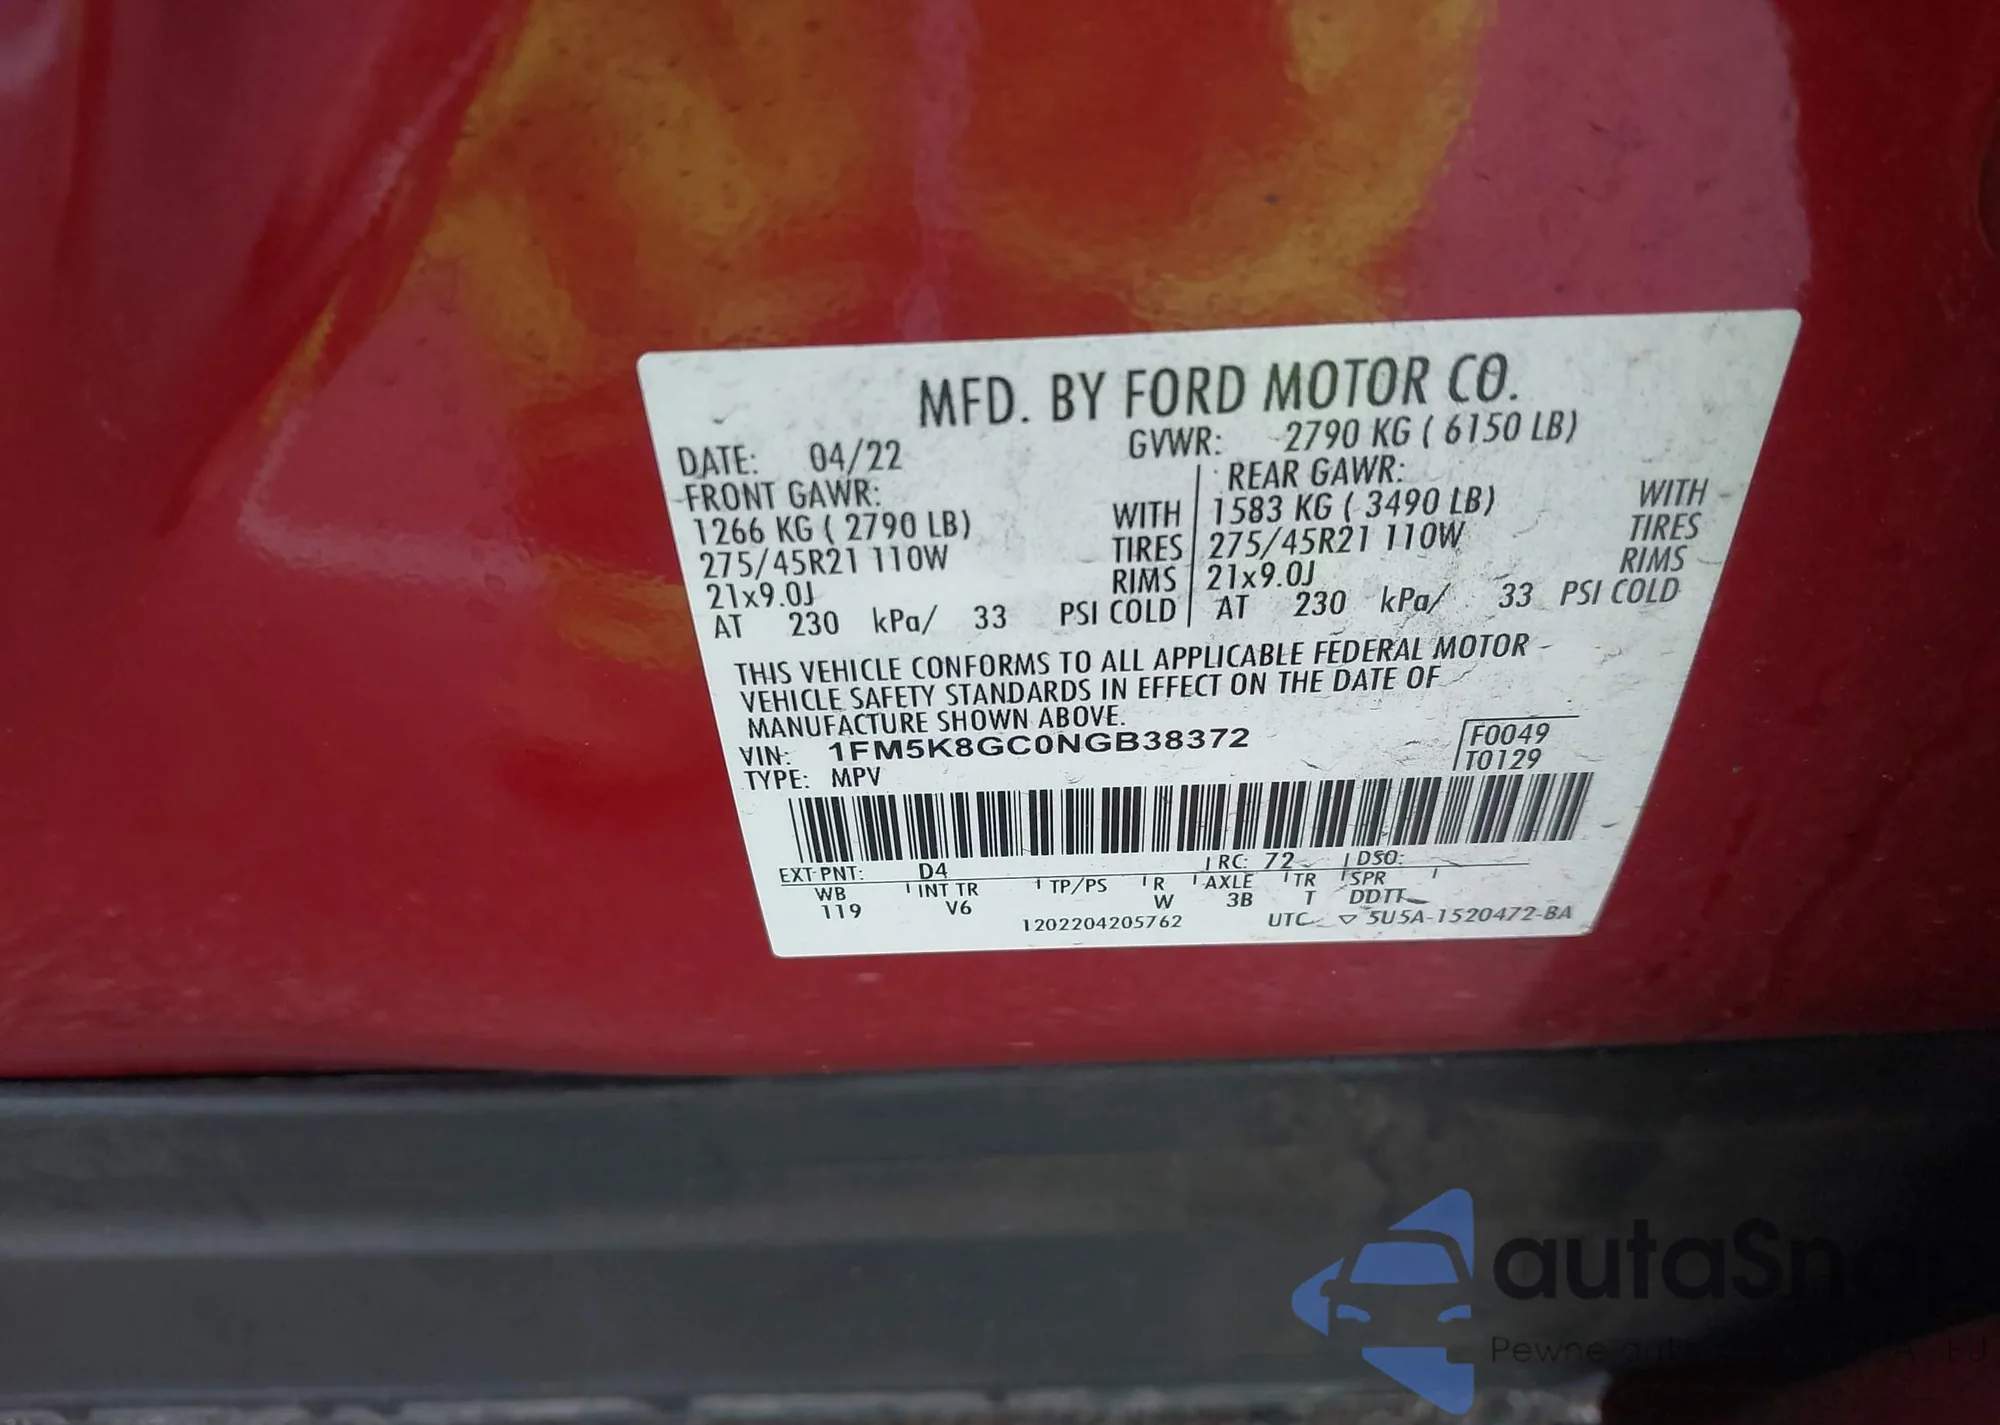 MFD. BY FORD MOTOR CO.
DATE: 04/22 GVWR: 2790 KG ( 6150 LB)
FRONT GAWR: REAR GAWR:
1266 KG ( 2790 LB) WITH 1583 KG ( 3490 LB) WITH
275/45R21 110W TIRES 275/45R21 110W TIRES
21x9.0J RIMS 21x9.0J RIMS
AT 230 kPa/ 33 PSI COLD AT 230 kPa/ 33 PSI COLD
THIS VEHICLE CONFORMS TO ALL APPLICABLE FEDERAL MOTOR
VEHICLE SAFETY STANDARDS IN EFFECT ON THE DATE OF
MANUFACTURE SHOWN ABOVE.
VIN: 1FM5K8GC0NGB38372 F0049
TYPE: MPV T0129
EXT PNT: D4 RC: 72 DSO:
WB INT TR TP/PS R AXLE TR SPR
119 V6 W 3B T DDTT
1202204205762 UTC ▽ 5U5A-1520472-BA
autaSnap
Pewne